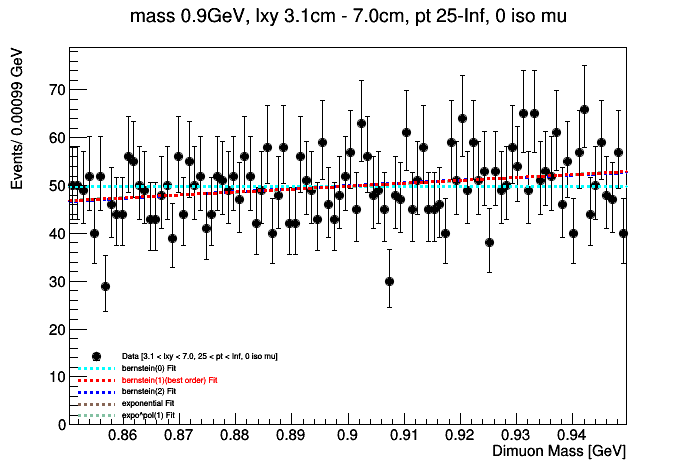 mass 0.9GeV, lxy 3.1cm - 7.0cm, pt 25-Inf, 0 iso mu
Events/ 0.00099 GeV
70
60
50
40
30
20
10
0
Data [3.1 < lxy < 7.0, 25 < pt < Inf, 0 iso mu]
bernstein(0) Fit
bernstein(1)(best order) Fit
bernstein(2) Fit
exponential Fit
expo*pol(1) Fit
0.86 0.87 0.88 0.89 0.9 0.91 0.92 0.93 0.94
Dimuon Mass [GeV]